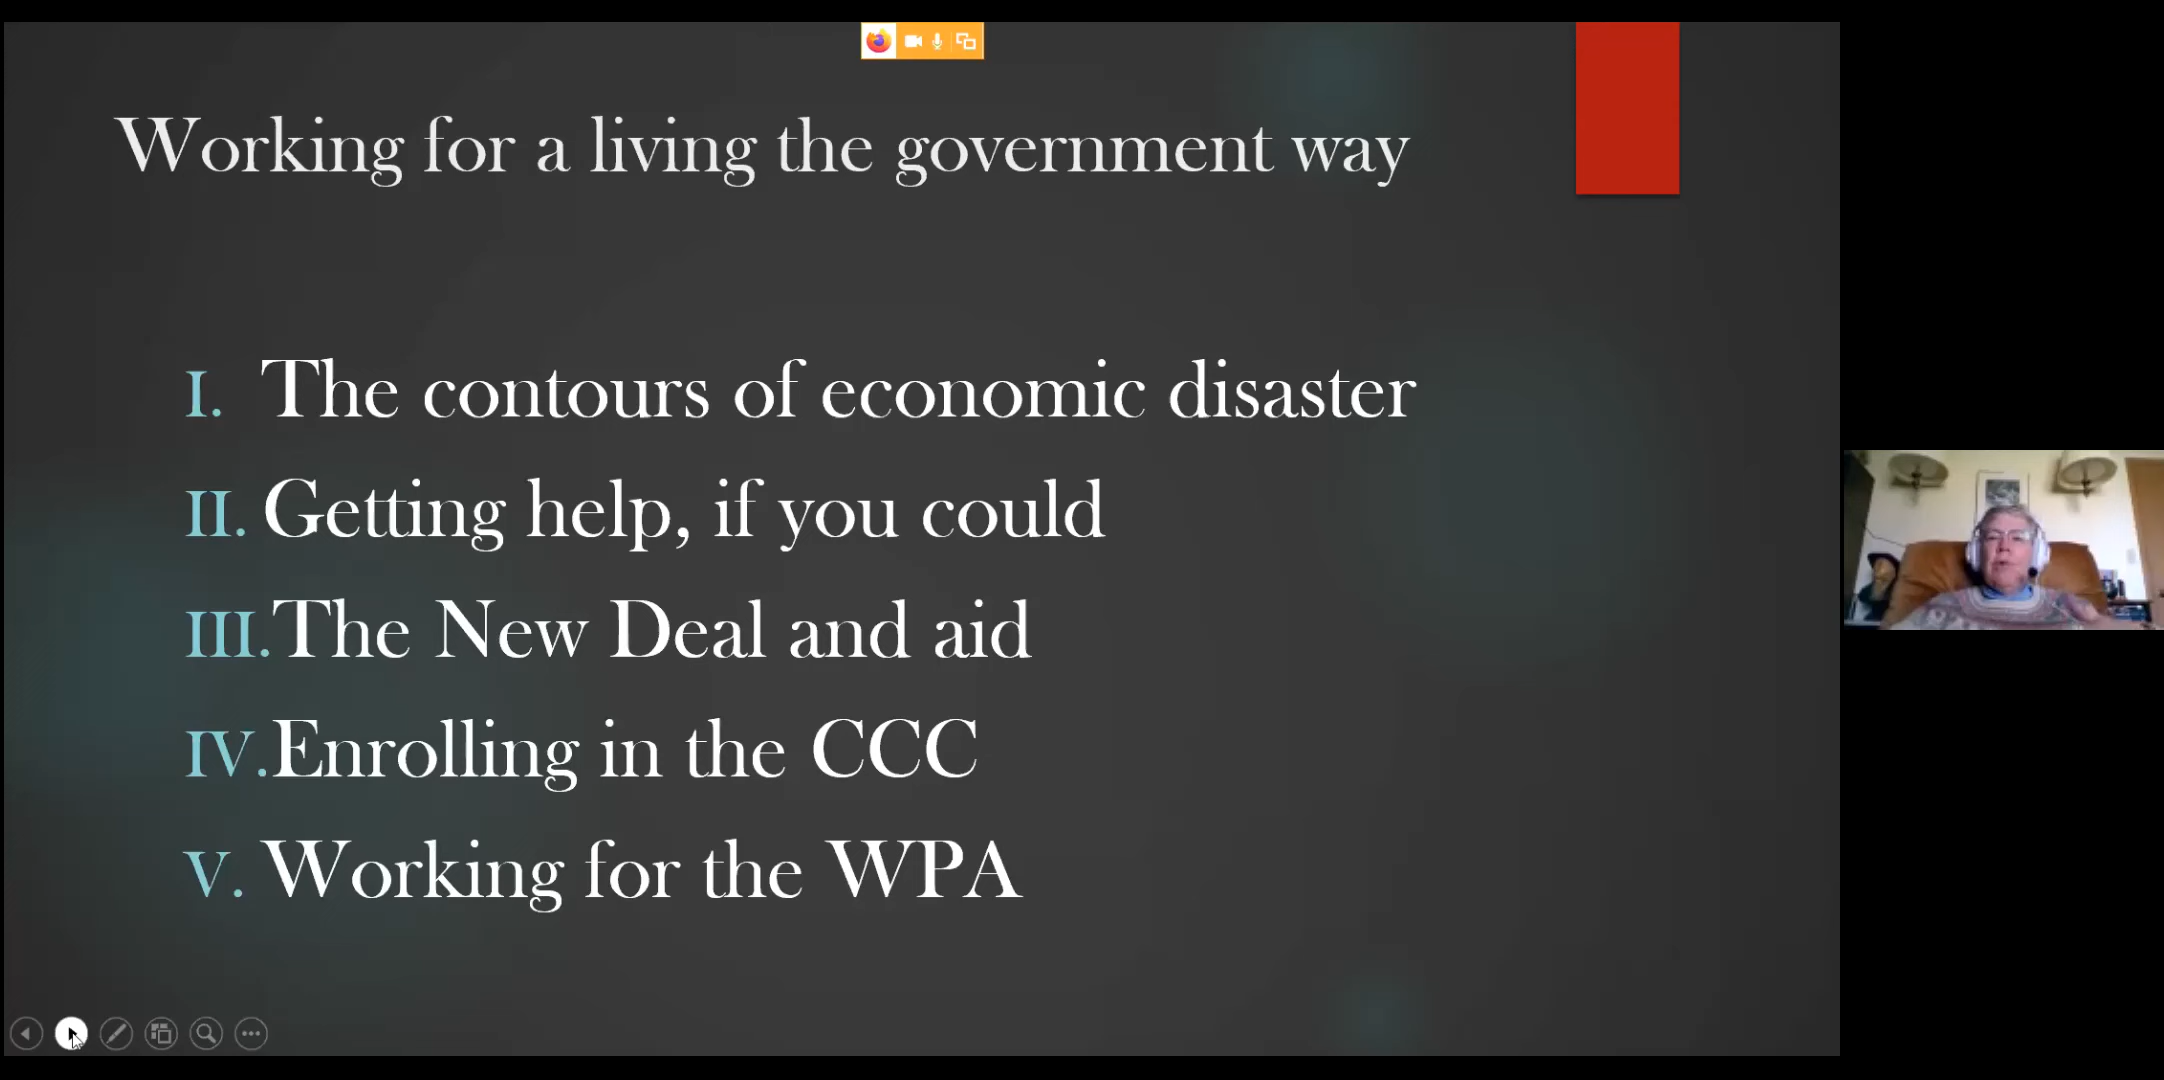 Working for a living the government way
I. The contours of economic disaster
II. Getting help, if you could
III. The New Deal and aid
IV. Enrolling in the CCC
V. Working for the WPA